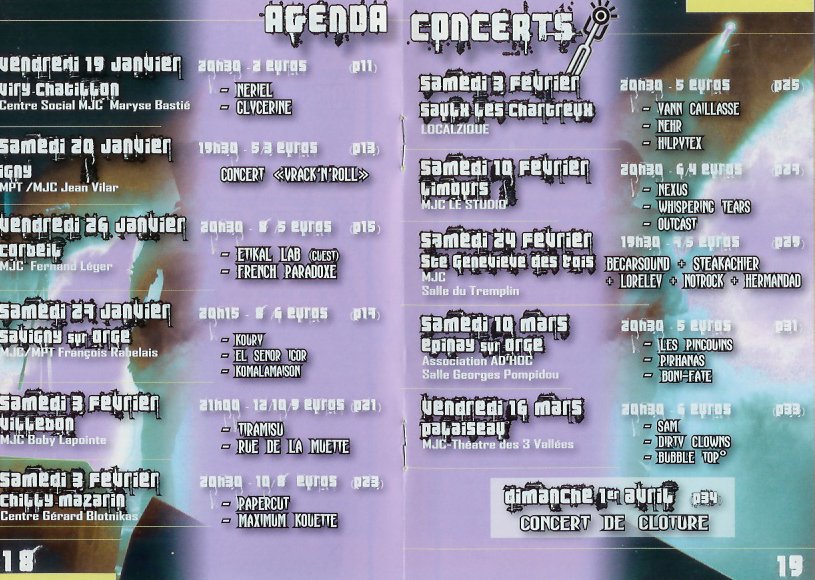 AGENDA CONCERTS
vendredi 19 Janvier 20h30 - 2 euros (p11)
Viry Chatillon
Centre Social MJC Maryse Bastié
- NERIEL
- GLYCERINE
samedi 20 Janvier 19h30 - 5/3 euros (p13)
igny
MPT /MJC Jean Vilar
CONCERT «VRACK'N'ROLL»
vendredi 26 Janvier 20h30 - 8 /5 euros (p15)
corbeil
MJC Fernand Léger
- ETIKAL LAB (GUEST)
- FRENCH PARADOXE
samedi 27 Janvier 20h15 - 8 /6 euros
savigny sur orge
MJC/MPT François Rabelais
- KOURY
- EL SENOR IGOR
- KOMALAMAISON
samedi 3 Février 21h00 - 12/10/9 euros (p21)
villebon
MJC Boby Lapointe
- TIRAMISU
- RUE DE LA MUETTE
samedi 3 Février 20h30 - 10/8 euros (p23)
chilly mazarin
Centre Gérard Blotnikas
- PAPERCUT
- MAXIMUM KOUETTE
18
samedi 3 Février 20h30 - 5 euros (p25)
saulx les chartreux
LOCALZIQUE
- YANN CAILLASSE
- NEHR
- HILPYTEX
samedi 10 Février 20h30 - 6/4 euros
limours
MJC LE STUDIO
- NEXUS
- WHISPERING TEARS
- OUTCAST
samedi 24 Février 19h30 - 4/5 euros (p29)
Ste Genevieve des bois
MJC
Salle du Tremplin
BECARSOUND + STEAKACHIER
+ LORELEY + NOTROCK + HERMANDAD
samedi 10 mars 20h30 - 5 euros (p31)
epinay sur orge
Association AD'HOC
Salle Georges Pompidou
- LES PINGOUINS
- PIRHANAS
- BONI-FATE
vendredi 16 mars 20h30 - 6 euros (p33)
palaiseau
MJC-Théatre des 3 Vallées
- SAM
- DIRTY CLOWNS
- BUBBLE TOP°
dimanche 1er avril (p34)
CONCERT DE CLOTURE
19